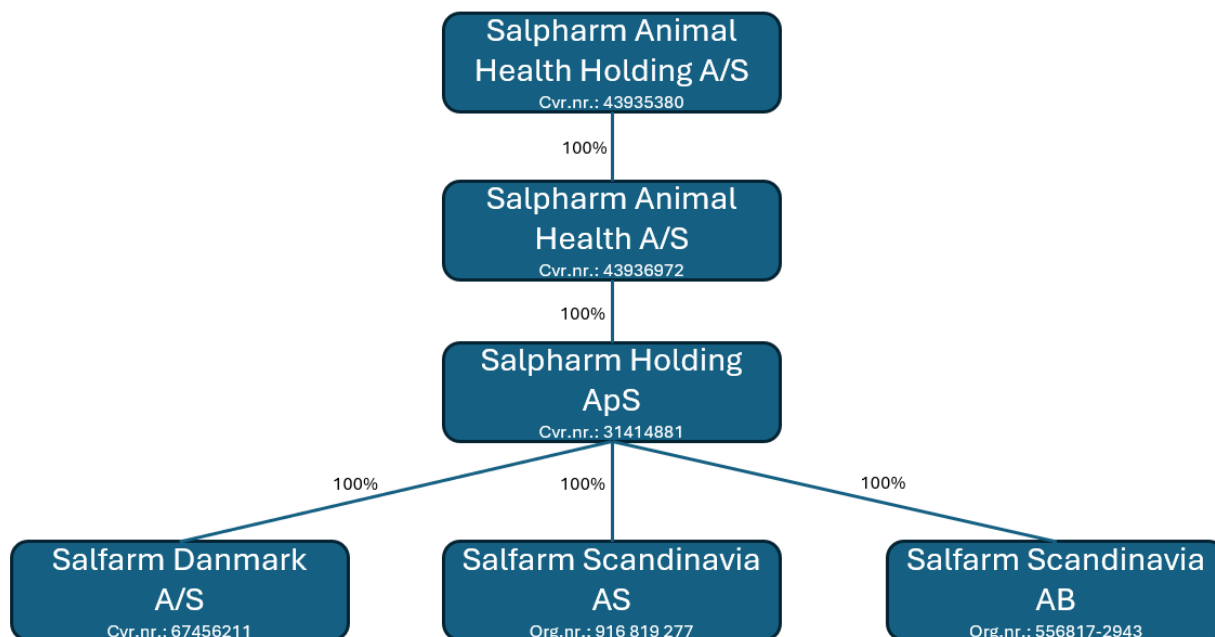 Salpharm Animal
Health Holding A/S
Cvr.nr.: 43935380
100%
Salpharm Animal
Health A/S
Cvr.nr.: 43936972
100%
Salpharm Holding
ApS
Cvr.nr.: 31414881
100%
100%
100%
Salfarm Danmark
A/S
Cvr.nr.: 67456211
Salfarm Scandinavia
AS
Org.nr.: 916 819 277
Salfarm Scandinavia
AB
Org.nr.: 556817-2943